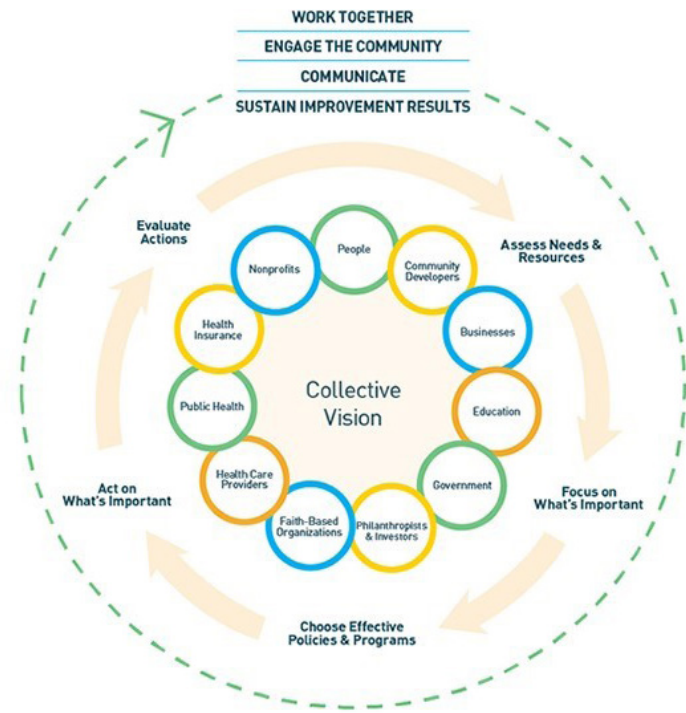 WORK TOGETHER
ENGAGE THE COMMUNITY
COMMUNICATE
SUSTAIN IMPROVEMENT RESULTS
Evaluate
Actions
Assess Needs &
Resources
Focus on
What's Important
Choose Effective
Policies & Programs
Act on
What's Important
People
Community
Developers
Businesses
Education
Government
Philanthropists
& Investors
Faith-Based
Organizations
Health Care
Providers
Public Health
Health
Insurance
Nonprofits
Collective
Vision